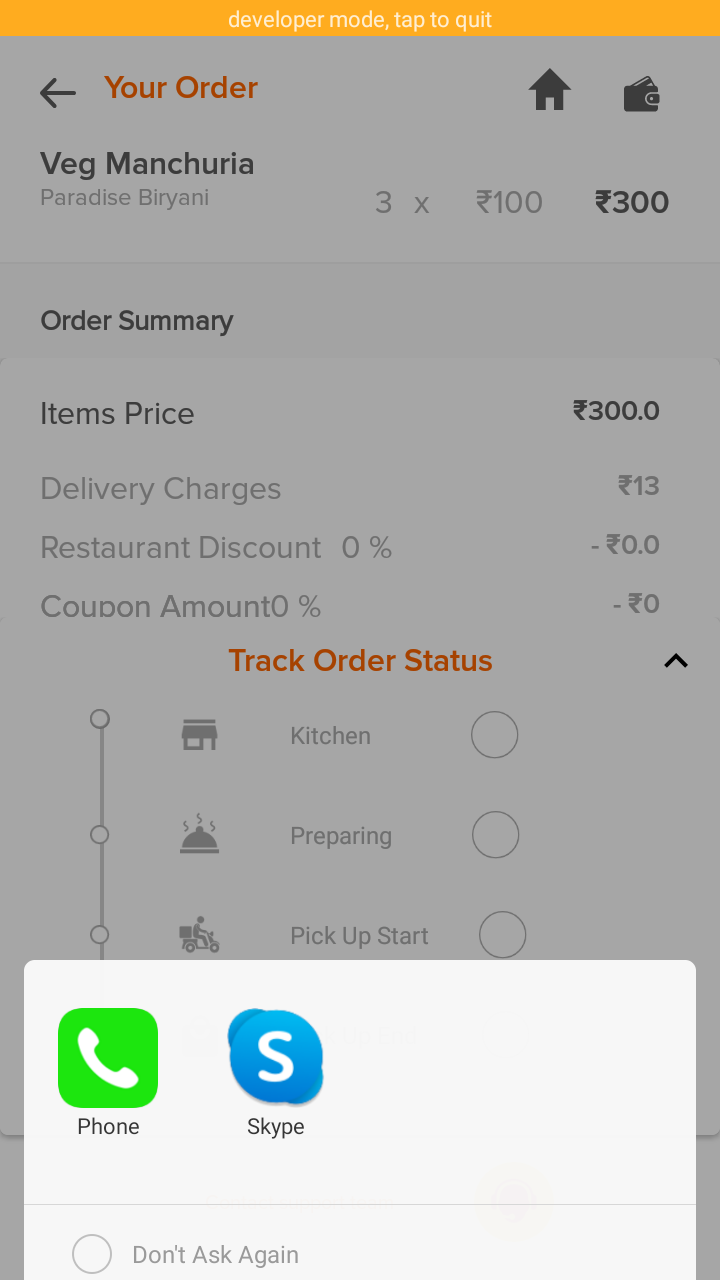 developer mode, tap to quit
Your Order
Veg Manchuria
Paradise Biryani
3 x ₹100 ₹300
Order Summary
Items Price ₹300.0
Delivery Charges ₹13
Restaurant Discount 0 % - ₹0.0
Coupon Amount0 % - ₹0
Track Order Status
Kitchen
Preparing
Pick Up Start
Phone
Skype
Don't Ask Again